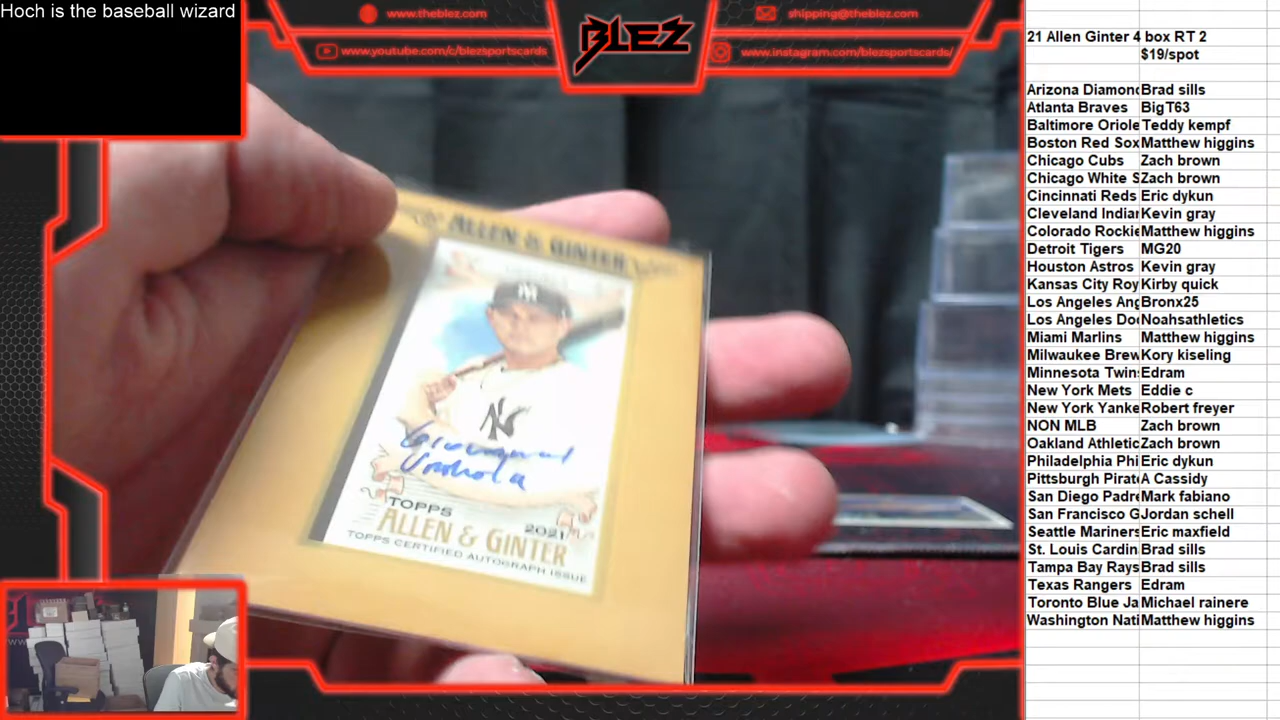 Hoch is the baseball wizard
www.theblez.com
shipping@theblez.com
www.youtube.com/c/blezsportscards
www.instagram.com/blezsportscards/
BLEZ
ALLEN & GINTER
NY
TOPPS
2021
ALLEN & GINTER
TOPPS CERTIFIED AUTOGRAPH ISSUE
21 Allen Ginter 4 box RT 2
$19/spot
Arizona Diamond Brad sills
Atlanta Braves BigT63
Baltimore Oriole Teddy kempf
Boston Red Sox Matthew higgins
Chicago Cubs Zach brown
Chicago White S Zach brown
Cincinnati Reds Eric dykun
Cleveland Indian Kevin gray
Colorado Rockie Matthew higgins
Detroit Tigers MG20
Houston Astros Kevin gray
Kansas City Roy Kirby quick
Los Angeles Ang Bronx25
Los Angeles Dod Noahsathletics
Miami Marlins Matthew higgins
Milwaukee Brew Kory kiseling
Minnesota Twins Edram
New York Mets Eddie c
New York Yanke Robert freyer
NON MLB Zach brown
Oakland Athletic Zach brown
Philadelphia Phi Eric dykun
Pittsburgh Pirate A Cassidy
San Diego Padre Mark fabiano
San Francisco G Jordan schell
Seattle Mariners Eric maxfield
St. Louis Cardin Brad sills
Tampa Bay Rays Brad sills
Texas Rangers Edram
Toronto Blue Ja Michael rainere
Washington Nati Matthew higgins